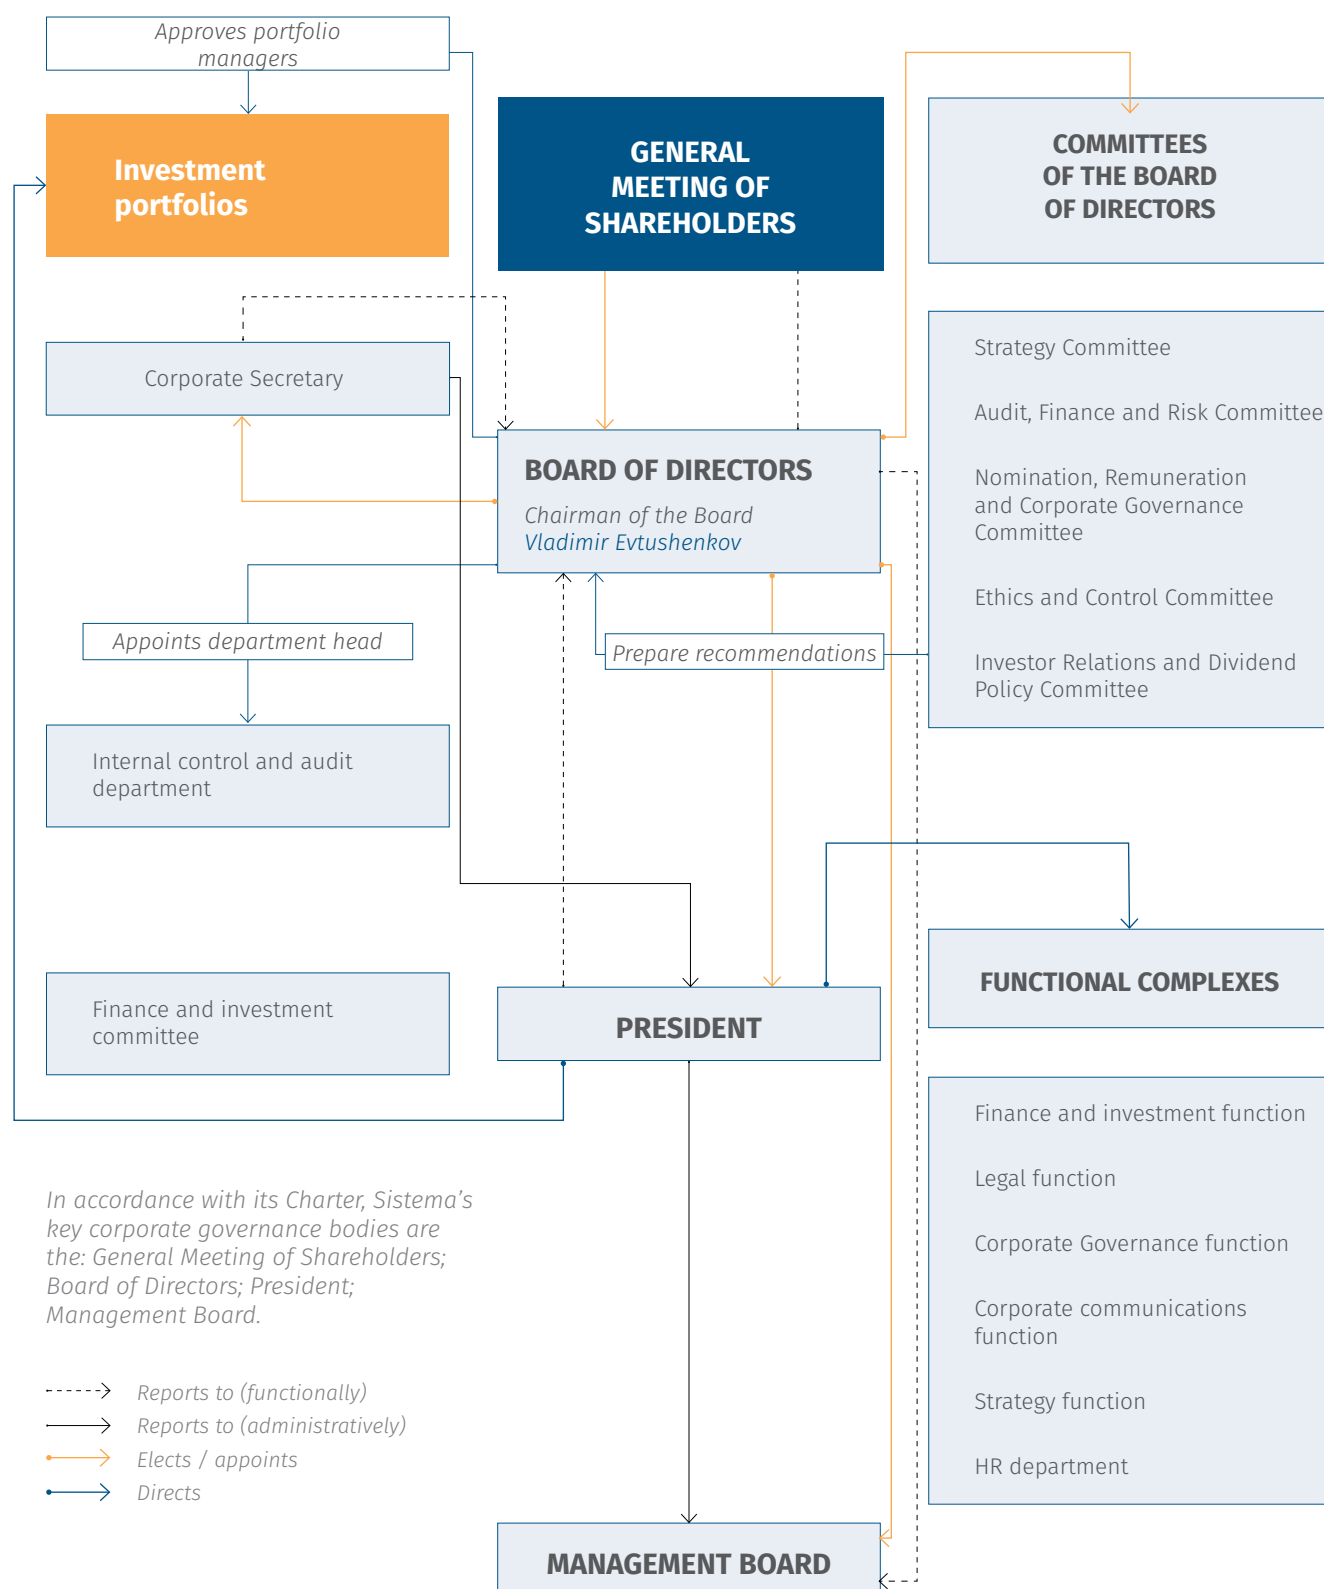 Approves portfolio
managers
Investment
portfolios
GENERAL
MEETING OF
SHAREHOLDERS
COMMITTEES
OF THE BOARD
OF DIRECTORS
Corporate Secretary
Strategy Committee
Audit, Finance and Risk Committee
Nomination, Remuneration
and Corporate Governance
Committee
Ethics and Control Committee
Investor Relations and Dividend
Policy Committee
BOARD OF DIRECTORS
Chairman of the Board
Vladimir Evtushenkov
Appoints department head
Prepare recommendations
Internal control and audit
department
Finance and investment
committee
PRESIDENT
FUNCTIONAL COMPLEXES
Finance and investment function
Legal function
Corporate Governance function
Corporate communications
function
Strategy function
HR department
In accordance with its Charter, Sistema’s
key corporate governance bodies are
the: General Meeting of Shareholders;
Board of Directors; President;
Management Board.
Reports to (functionally)
Reports to (administratively)
Elects / appoints
Directs
MANAGEMENT BOARD